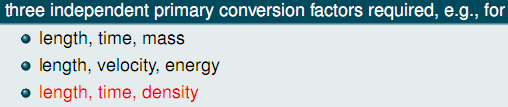 three independent primary conversion factors required, e.g., for
length, time, mass
length, velocity, energy
length, time, density